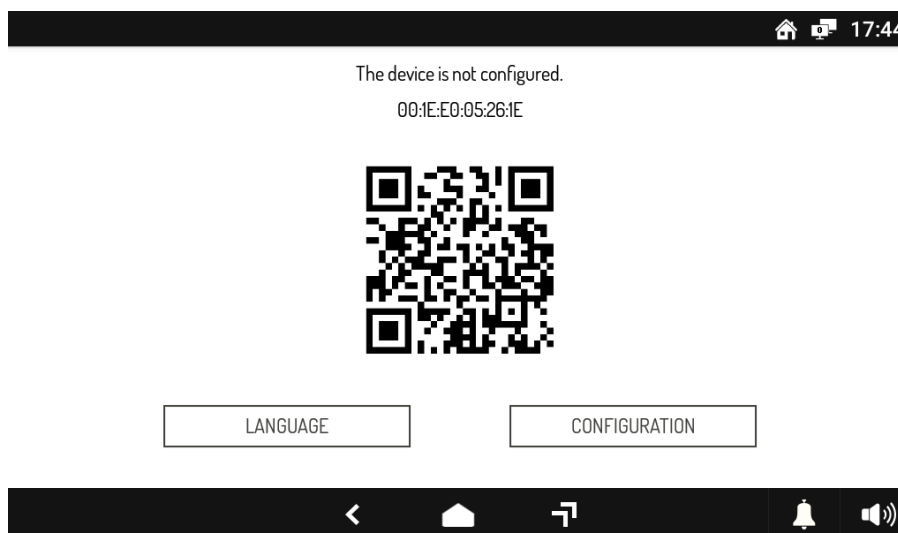 17:44
The device is not configured.
00:1E:E0:05:26:1E
LANGUAGE
CONFIGURATION